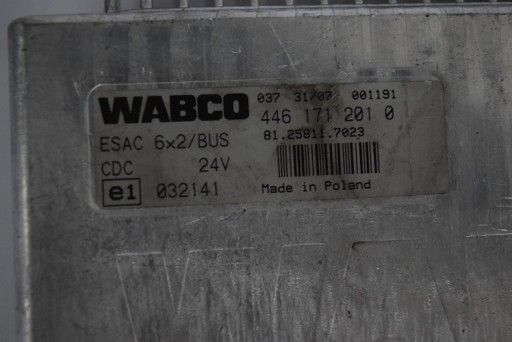 WABCO 037 31/07 001191
446 171 201 0
ESAC 6x2/BUS 81.25811.7023
CDC 24V
e1 032141 Made in Poland